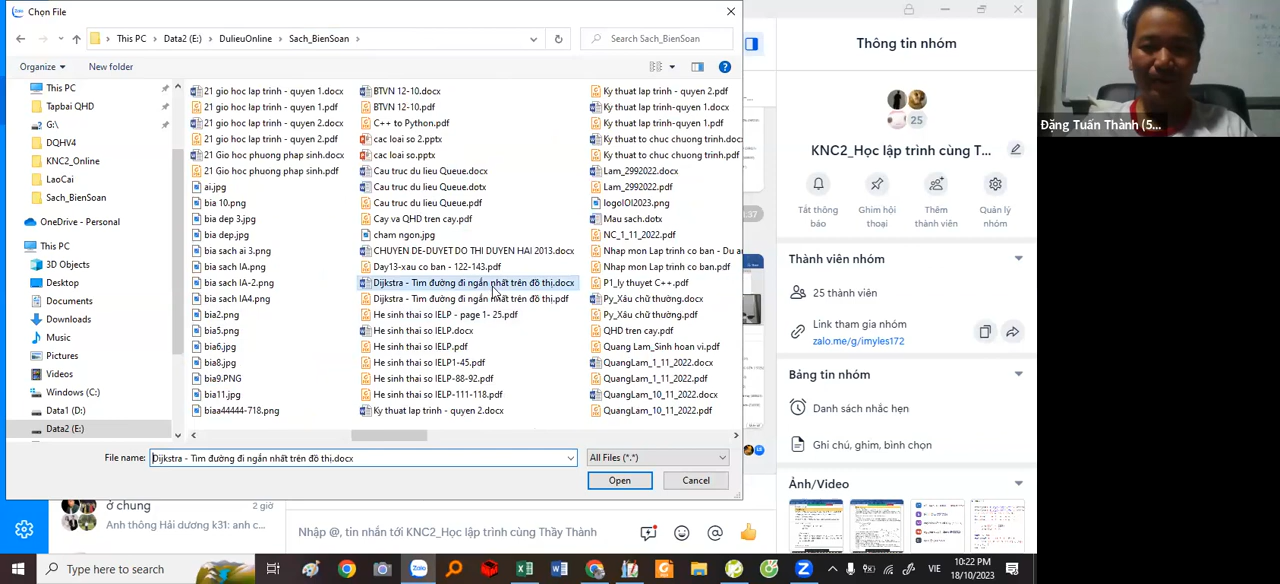 Chọn File
This PC > Data2 (E:) > DulieuOnline > Sach_BienSoan >
Search Sach_BienSoan
Organize
New folder
This PC
Tapbai QHD
G:\
DQHV4
KNC2_Online
LaoCai
Sach_BienSoan
OneDrive - Personal
This PC
3D Objects
Desktop
Documents
Downloads
Music
Pictures
Videos
Windows (C:)
Data1 (D:)
Data2 (E:)
21 gio hoc lap trinh - quyen 1.docx
21 gio hoc lap trinh - quyen 1.pdf
21 gio hoc lap trinh - quyen 2.docx
21 gio hoc lap trinh - quyen 2.pdf
21 Gio hoc phuong phap sinh.docx
21 Gio hoc phuong phap sinh.pdf
ai.jpg
bia 10.png
bia dep 3.jpg
bia dep.jpg
bia sach ai 3.png
bia sach IA.png
bia sach IA-2.png
bia sach IA4.png
bia2.png
bia5.png
bia6.jpg
bia8.jpg
bia9.PNG
bia11.jpg
biaa44444-718.png
BTVN 12-10.docx
BTVN 12-10.pdf
C++ to Python.pdf
cac loai so.pptx
cac loai so.pptx
Cau truc du lieu Queue.docx
Cau truc du lieu Queue.dotx
Cau truc du lieu Queue.pdf
Cay va QHD tren cay.pdf
cham ngon.jpg
CHUYEN DE-DUYET DO THI DUYEN HAI 2013.docx
Day13-xau co ban - 122-143.pdf
Dijkstra - Tìm đường đi ngắn nhất trên đồ thị.docx
Dijkstra - Tìm đường đi ngắn nhất trên đồ thị.pdf
He sinh thai so IELP - page 1- 25.pdf
He sinh thai so IELP.docx
He sinh thai so IELP.pdf
He sinh thai so IELP1-45.pdf
He sinh thai so IELP-88-92.pdf
He sinh thai so IELP-111-118.pdf
Ky thuat lap trinh - quyen 2.docx
Ky thuat lap trinh - quyen 2.pdf
Ky thuat lap trinh-quyen 1.docx
Ky thuat lap trinh-quyen 1.pdf
Ky thuat to chuc chong trinh.docx
Ky thuat to chuc chong trinh.pdf
Lam_2992022.docx
Lam_2992022.pdf
logoIOI2023.png
Mau sach.dotx
NC_1_11_2022.pdf
Nhap mon Lap trinh co ban - Du an
Nhap mon Lap trinh co ban.pdf
P1_ly thuyet C++.pdf
Py_Xâu chữ thường.docx
Py_Xâu chữ thường.pdf
QHD tren cay.pdf
Quang Lam_Sinh hoan vi.pdf
QuangLam_1_11_2022.docx
QuangLam_1_11_2022.pdf
QuangLam_10_11_2022.docx
QuangLam_10_11_2022.pdf
File name:
Dijkstra - Tìm đường đi ngắn nhất trên đồ thị.docx
All Files (*.*)
Open
Cancel
ở chung
2 giờ
Anh thông Hải dương k31: anh c...
Nhập @, tin nhắn tới KNC2_Học lập trình cùng Thầy Thành
Thông tin nhóm
25
KNC2_Học lập trình cùng T...
Tắt thông báo
Ghim hội thoại
Thêm thành viên
Quản lý nhóm
Thành viên nhóm
25 thành viên
Link tham gia nhóm
zalo.me/g/imyles172
Bảng tin nhóm
Danh sách nhắc hẹn
Ghi chú, ghim, bình chọn
Ảnh/Video
Đặng Tuấn Thành (5...
Type here to search
Zalo
VIE
10:22 PM
18/10/2023